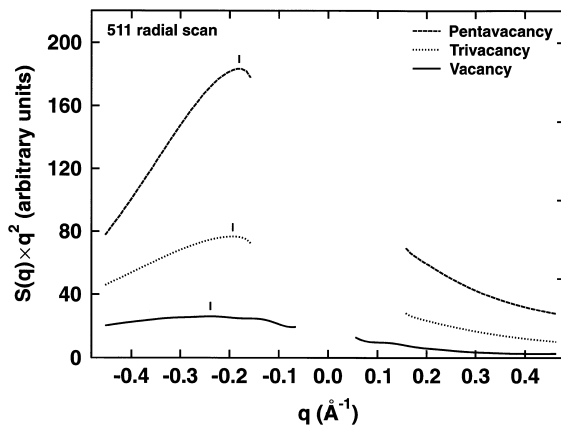 511 radial scan
Pentavacancy
Trivacancy
Vacancy
S(q)×q² (arbitrary units)
200
160
120
80
40
0
-0.4 -0.3 -0.2 -0.1 0.0 0.1 0.2 0.3 0.4
q (Å⁻¹)